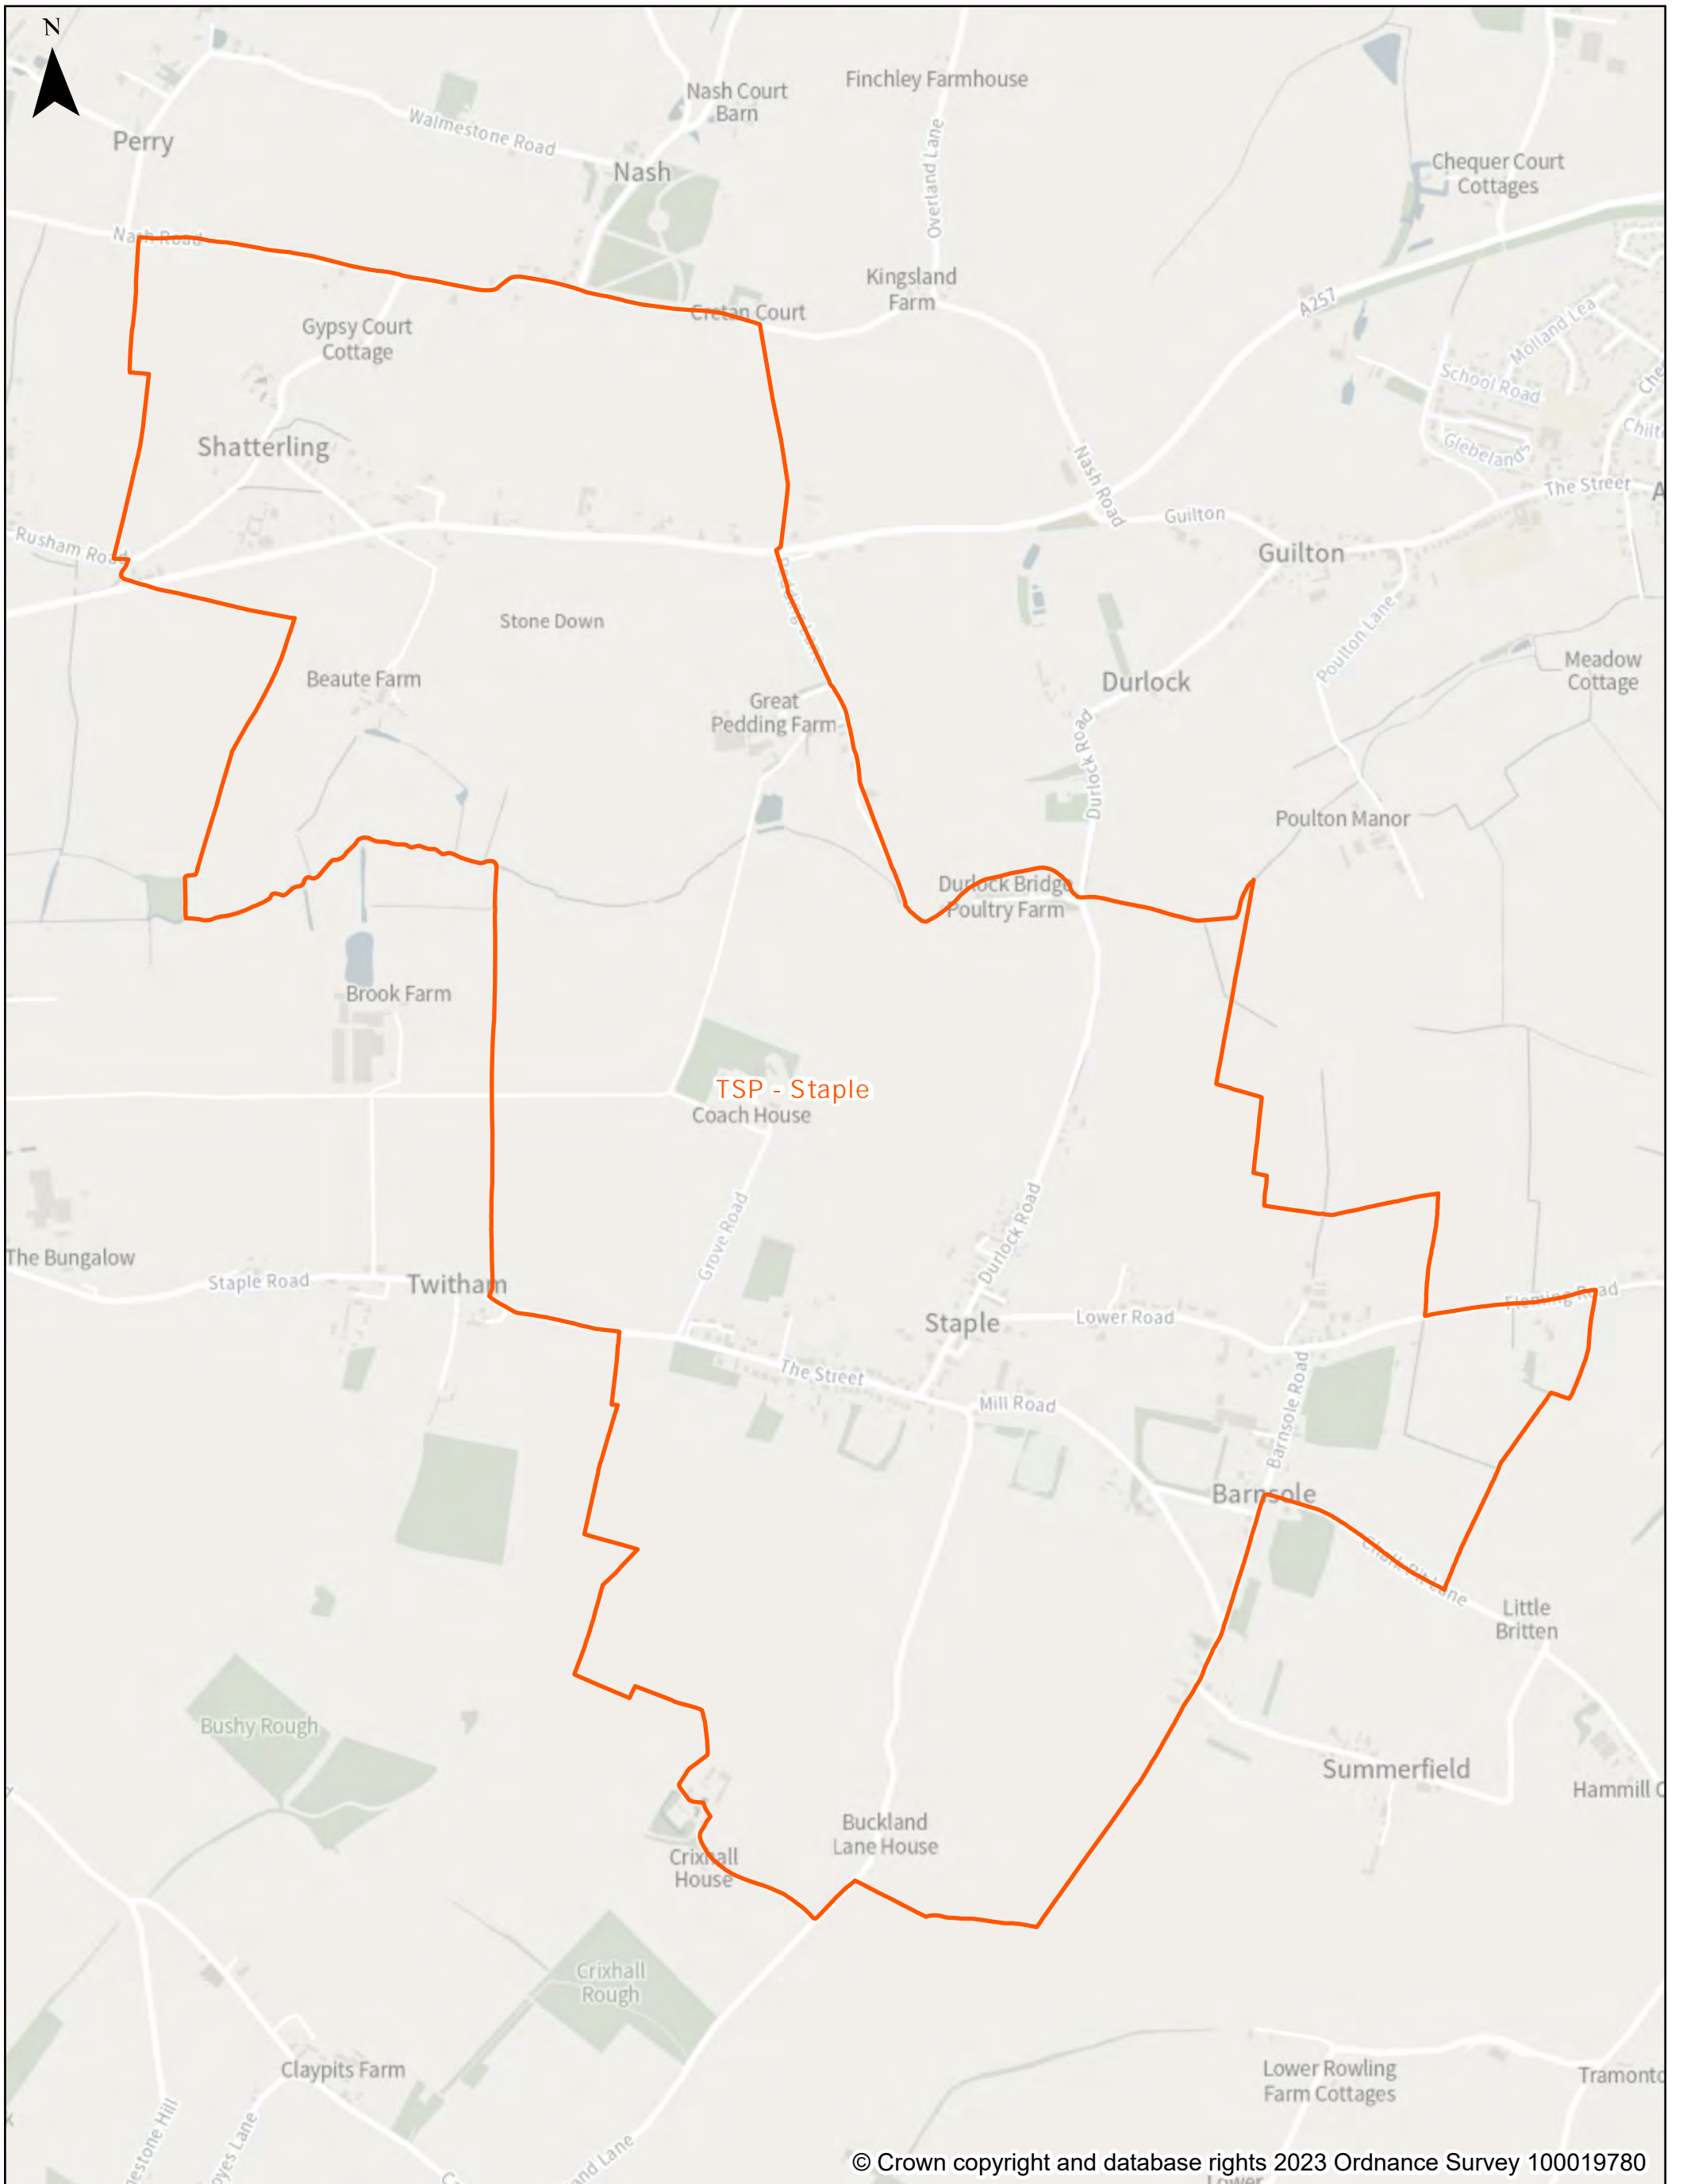 N
Finchley Farmhouse
Nash Court
Barn
Walmestone Road
Perry
Nash
Overland Lane
Chequer Court
Cottages
Nash Road
Kingsland
Farm
A257
Cretan Court
Gypsy Court
Cottage
Molland Lea
School Road
Shatterling
Glebelands
Nash Road
The Street
Guilton
Rusham Road
Guilton
Stone Down
Poulton Lane
Meadow
Cottage
Beaute Farm
Durlock
Great
Pedding Farm
Durlock Road
Poulton Manor
Durlock Bridge
Poultry Farm
Brook Farm
TSP - Staple
Coach House
Grove Road
Durlock Road
The Bungalow
Staple Road
Twitham
Fleming Road
Staple
Lower Road
The Street
Mill Road
Barnsole Road
Barnsole
Chalk Pit Lane
Little
Britten
Bushy Rough
Summerfield
Hammill
Buckland
Lane House
Crixhall
House
Crixhall
Rough
Claypits Farm
Lower Rowling
Farm Cottages
© Crown copyright and database rights 2023 Ordnance Survey 100019780
Lower